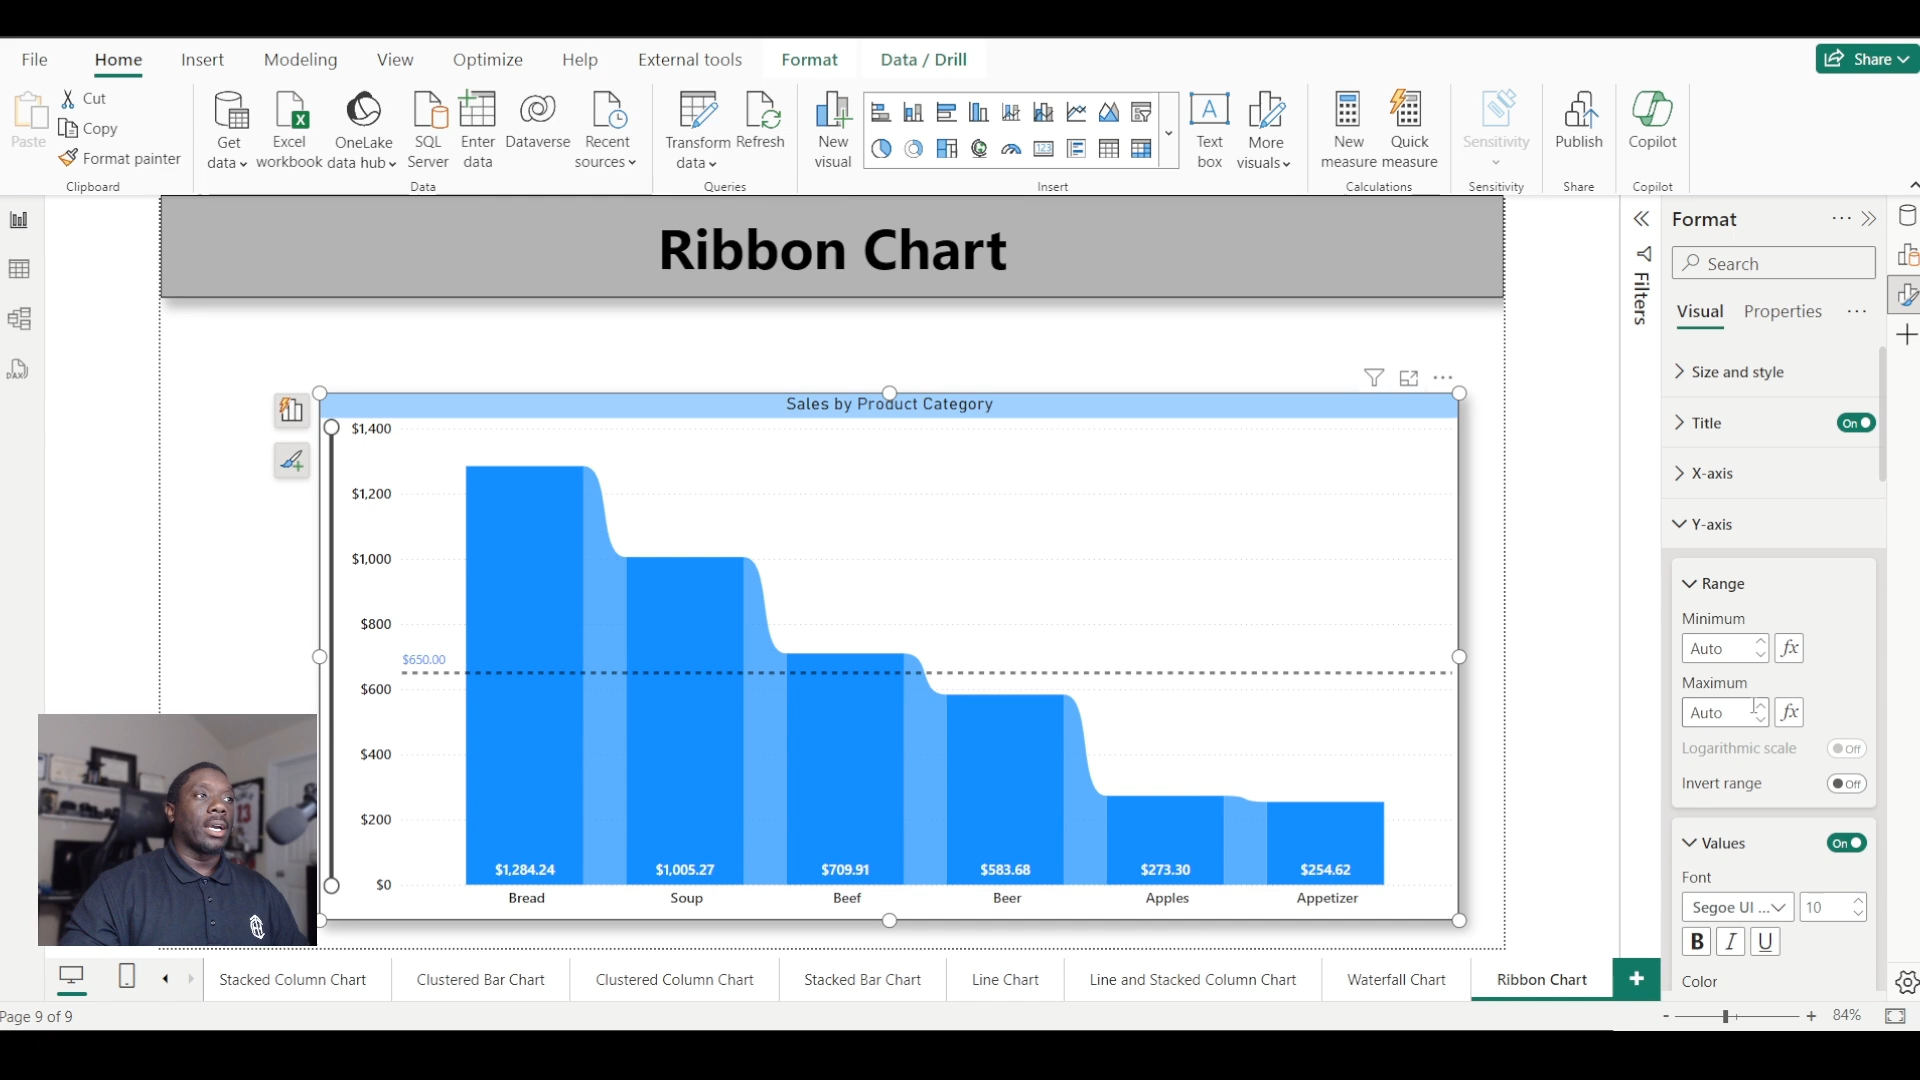 File Home Insert Modeling View Optimize Help External tools Format Data / Drill Share
Paste Cut
Copy
Format painter
Get data
Excel workbook
OneLake data hub
SQL Server
Enter data
Dataverse
Recent sources
Transform data
Refresh
New visual
Text box
More visuals
New measure
Quick measure
Sensitivity
Publish
Copilot
Clipboard Data Queries Insert Calculations Sensitivity Share Copilot
Ribbon Chart
Sales by Product Category
$1,400
$1,200
$1,000
$800
$650.00
$600
$400
$200
$0
$1,284.24 $1,005.27 $709.91 $583.68 $273.30 $254.62
Bread Soup Beef Beer Apples Appetizer
Filters
Format
Search
Visual Properties
Size and style
Title On
X-axis
Y-axis
Range
Minimum
Auto fx
Maximum
Auto fx
Logarithmic scale Off
Invert range Off
Values On
Font
Segoe UI ... 10
B I U
Color
DAX
Stacked Column Chart Clustered Bar Chart Clustered Column Chart Stacked Bar Chart Line Chart Line and Stacked Column Chart Waterfall Chart Ribbon Chart +
Page 9 of 9 - + 84%